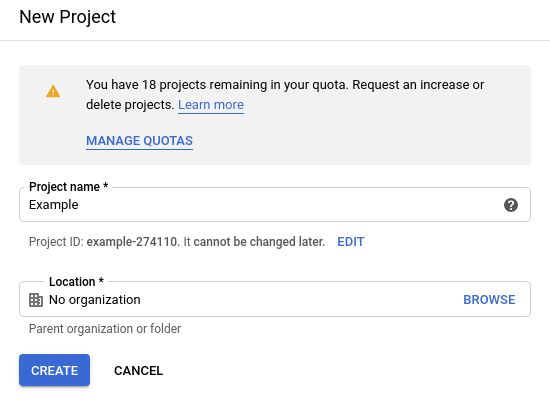 New Project
You have 18 projects remaining in your quota. Request an increase or
delete projects. Learn more
MANAGE QUOTAS
Project name *
Example
Project ID: example-274110. It cannot be changed later. EDIT
Location *
No organization BROWSE
Parent organization or folder
CREATE CANCEL